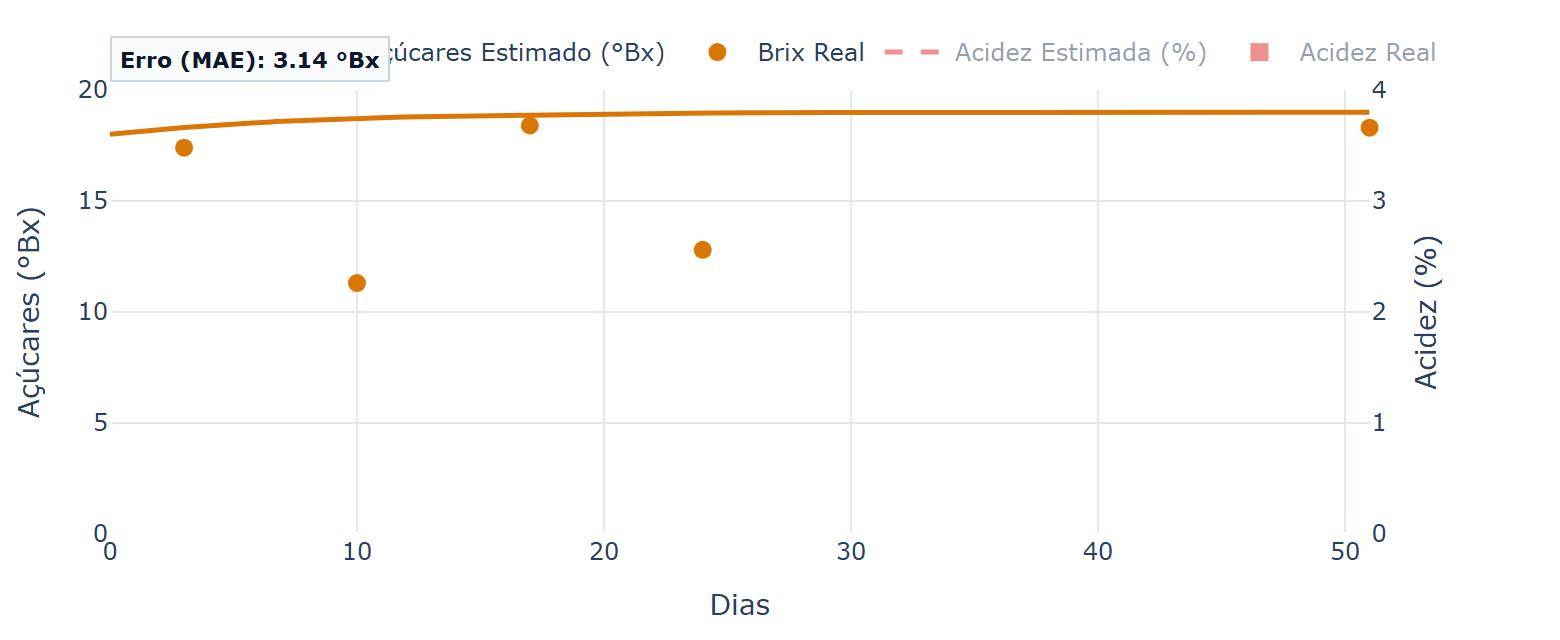 Erro (MAE): 3.14 ºBx
çúcares Estimado (°Bx)
Brix Real
Acidez Estimada (%)
Acidez Real
20
15
10
5
0
Açúcares (°Bx)
4
3
2
1
0
Acidez (%)
0
10
20
30
40
50
Dias